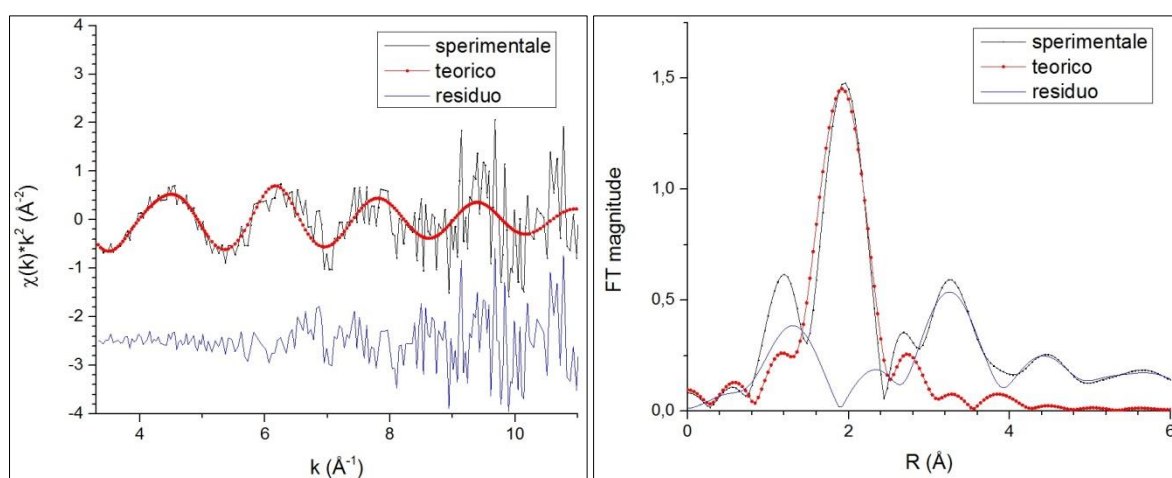 4
3
2
1
0
-1
-2
-3
-4
χ(k)*k² (Å⁻²)
sperimentale
teorico
residuo
4 6 8 10
k (Å⁻¹)
1,5
1,0
0,5
0,0
FT magnitude
sperimentale
teorico
residuo
0 2 4 6
R (Å)